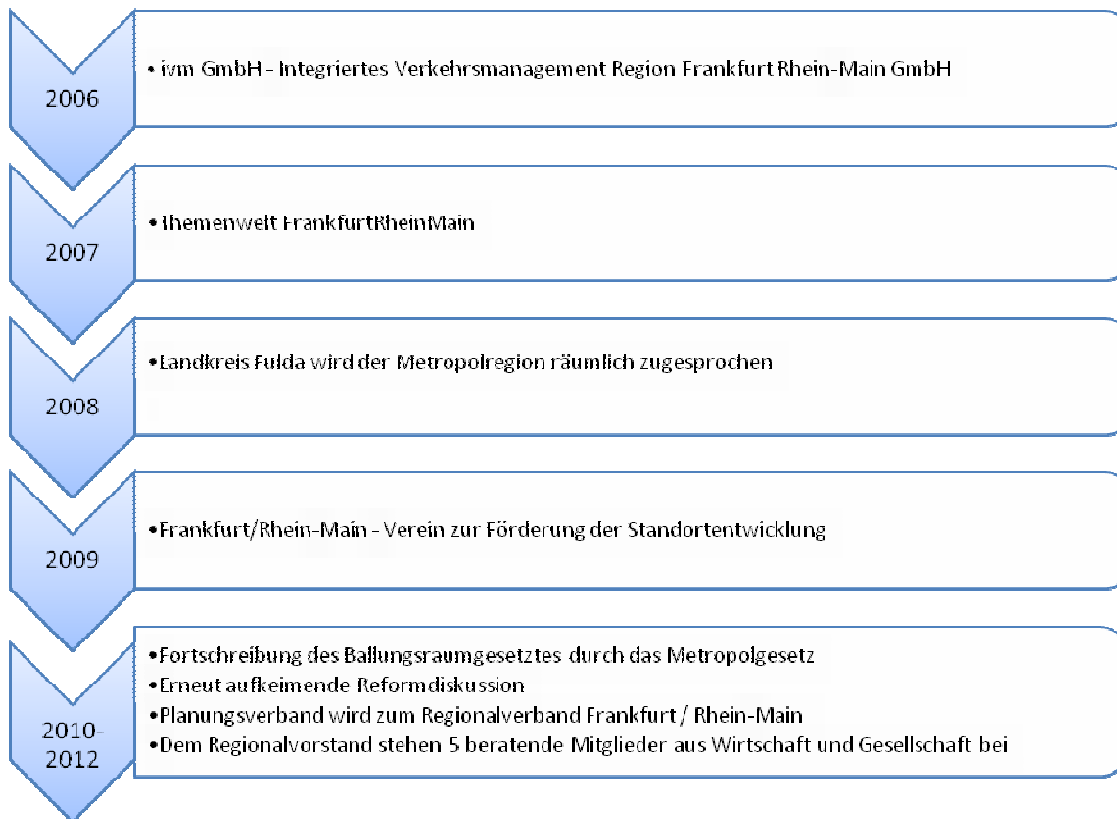 2006
• ivm GmbH - Integriertes Verkehrsmanagement Region Frankfurt Rhein-Main GmbH
2007
• Themenwelt FrankfurtRheinMain
2008
• Landkreis Fulda wird der Metropolregion räumlich zugesprochen
2009
• Frankfurt/Rhein-Main - Verein zur Förderung der Standortentwicklung
2010-
2012
• Fortschreibung des Ballungsraumgesetztes durch das Metropolgesetz
• Erneut aufkeimende Reformdiskussion
• Planungsverband wird zum Regionalverband Frankfurt / Rhein-Main
• Dem Regionalvorstand stehen 5 beratende Mitglieder aus Wirtschaft und Gesellschaft bei